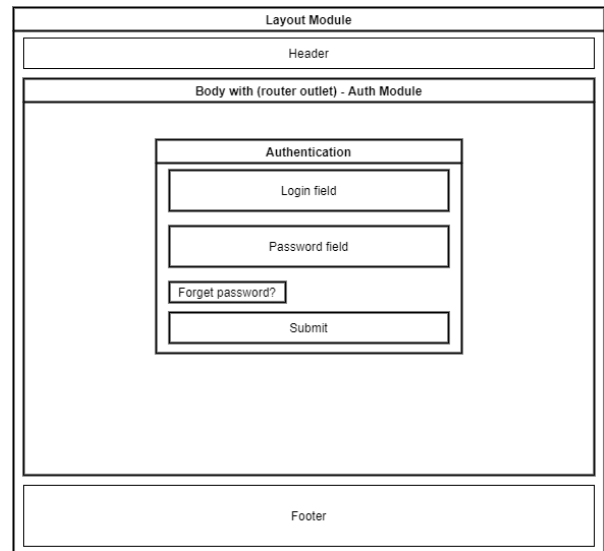 Layout Module
Header
Body with (router outlet) - Auth Module
Authentication
Login field
Password field
Forget password?
Submit
Footer